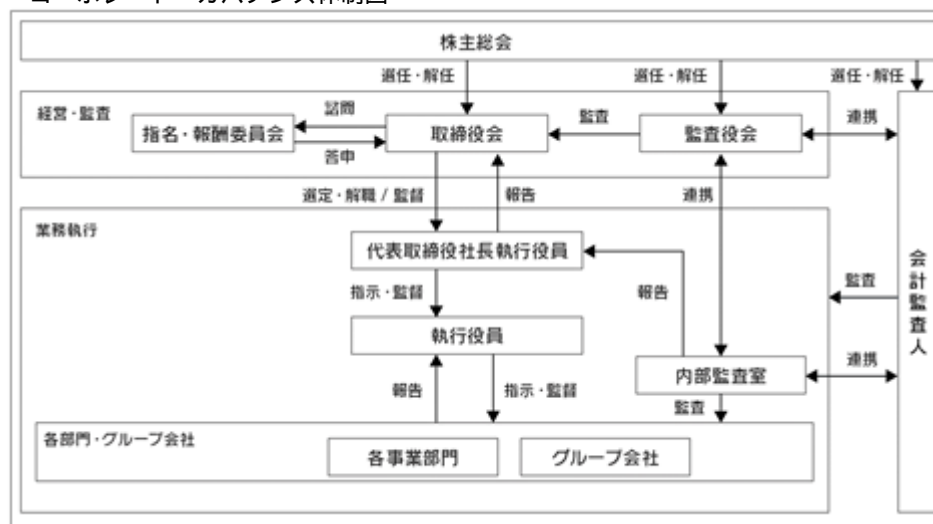 コーポレート・ガバナンス体制図
株主総会
選任・解任
選任・解任
選任・解任
経営・監査
指名・報酬委員会
諮問
答申
取締役会
監査
監査役会
連携
選定・解職 / 監督
報告
連携
業務執行
代表取締役社長執行役員
指示・監督
報告
監査
会計監査人
執行役員
内部監査室
連携
報告
指示・監督
監査
各部門・グループ会社
各事業部門
グループ会社